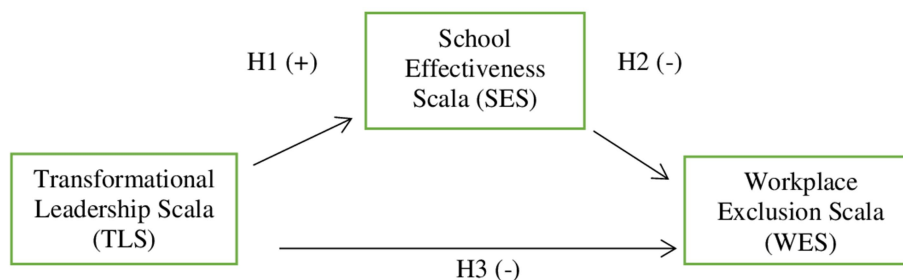 School
Effectiveness
Scala (SES)
H1 (+)
H2 (-)
Transformational
Leadership Scala
(TLS)
Workplace
Exclusion Scala
(WES)
H3 (-)